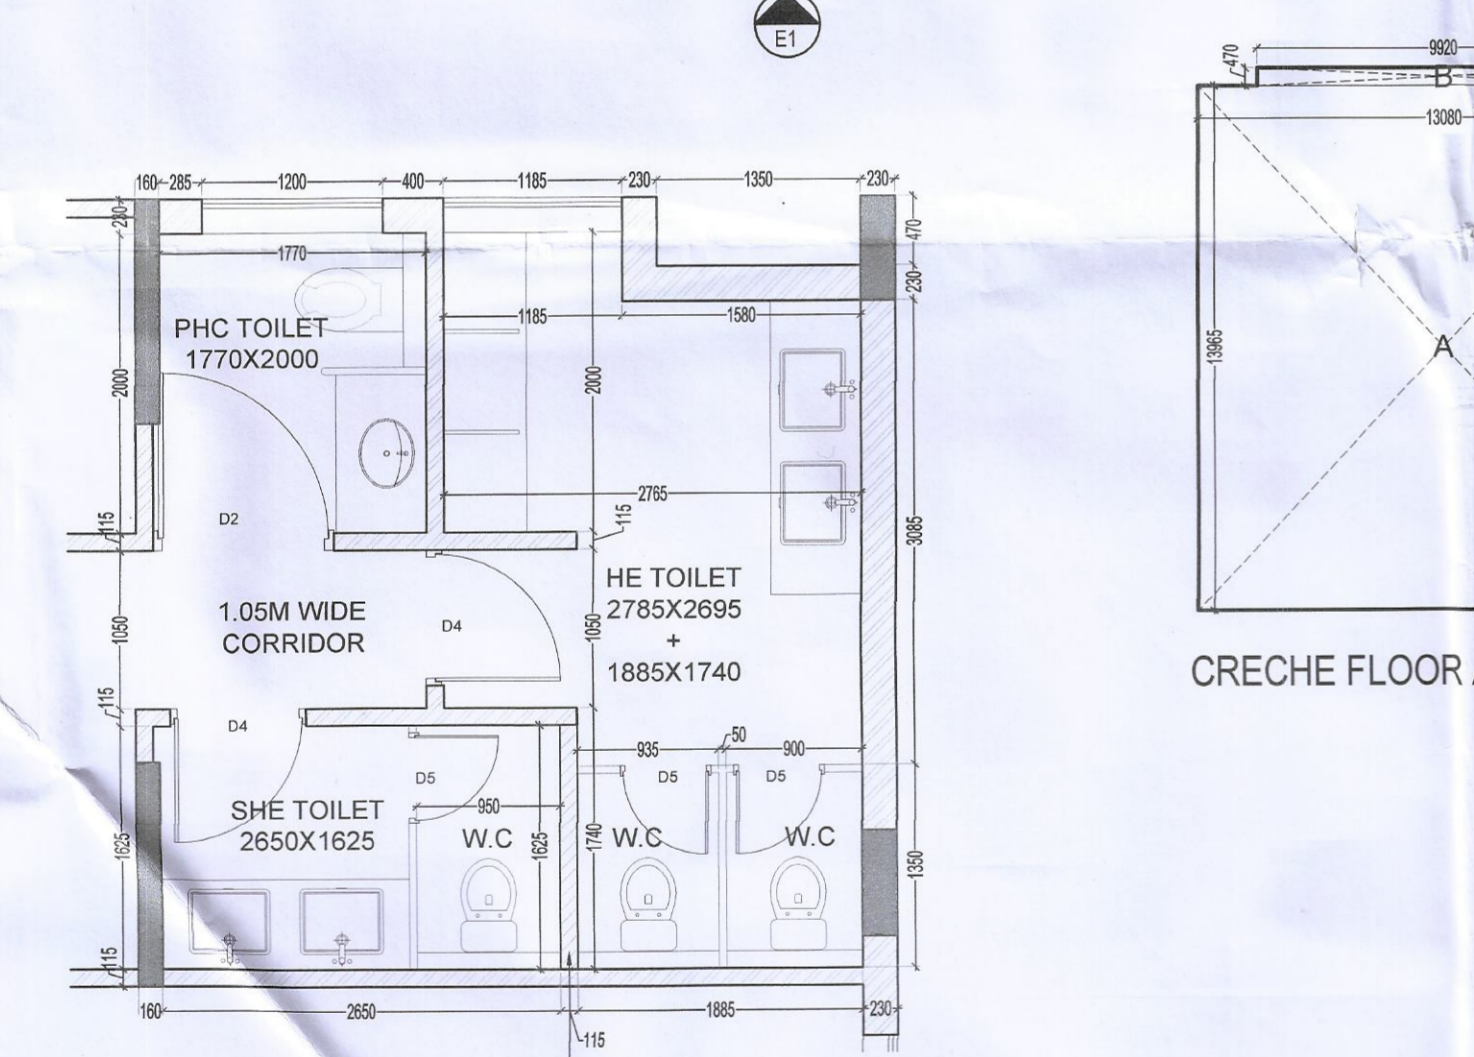 E1
470
9920
B
13080
160 285 1200 400 1185 230 1350 230
230
1770
470
230
1185
1580
PHC TOILET
1770X2000
2000
2000
13965
A
2765
D2
115
115
3085
HE TOILET
2785X2695
+
1885X1740
1.05M WIDE
CORRIDOR
1050
D4
1050
CRECHE FLOOR
115
D4
935
50
900
D5
D5
D5
950
SHE TOILET
2650X1625
W.C
W.C
W.C
1625
1625
1740
1350
115
160
2650
1885
230
115